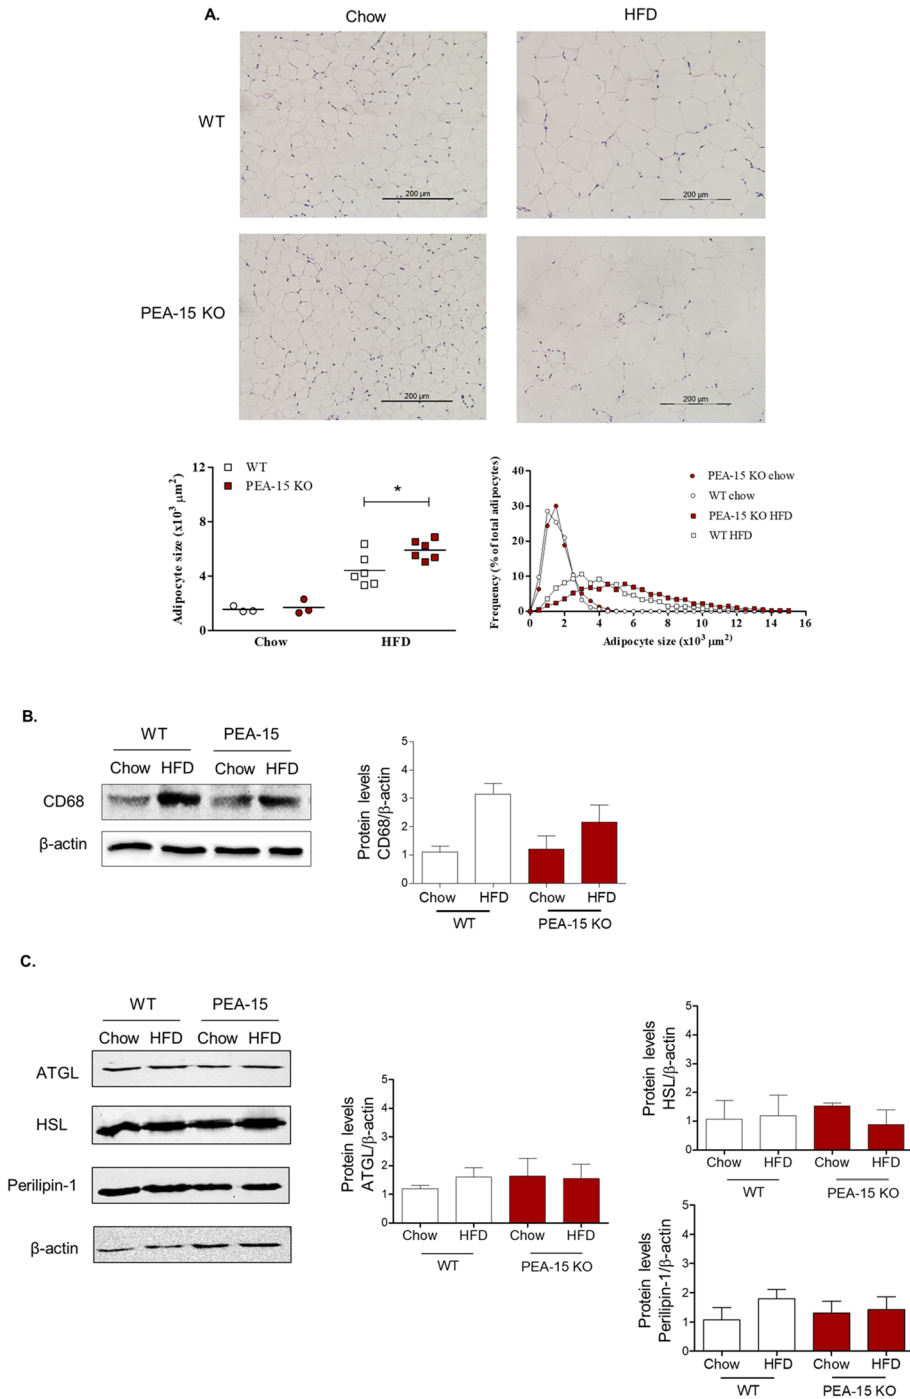 A.
Chow HFD
WT
200 µm 200 µm
PEA-15 KO
200 µm 200 µm
Adipocyte size (x10³ µm²)
12
8
4
0
WT
PEA-15 KO
*
Chow HFD
Frequency (% of total adipocytes)
40
30
20
10
0
PEA-15 KO chow
WT chow
PEA-15 KO HFD
WT HFD
0 2 4 6 8 10 12 14 16
Adipocyte size (x10³ µm²)
B.
WT PEA-15
Chow HFD Chow HFD
CD68
β-actin
Protein levels
CD68/β-actin
5
4
3
2
1
0
Chow HFD Chow HFD
WT PEA-15 KO
C.
WT PEA-15
Chow HFD Chow HFD
ATGL
HSL
Perilipin-1
β-actin
Protein levels
ATGL/β-actin
5
4
3
2
1
0
Chow HFD Chow HFD
WT PEA-15 KO
Protein levels
HSL/β-actin
5
4
3
2
1
0
Chow HFD Chow HFD
WT PEA-15 KO
Protein levels
Perilipin-1/β-actin
5
4
3
2
1
0
Chow HFD Chow HFD
WT PEA-15 KO